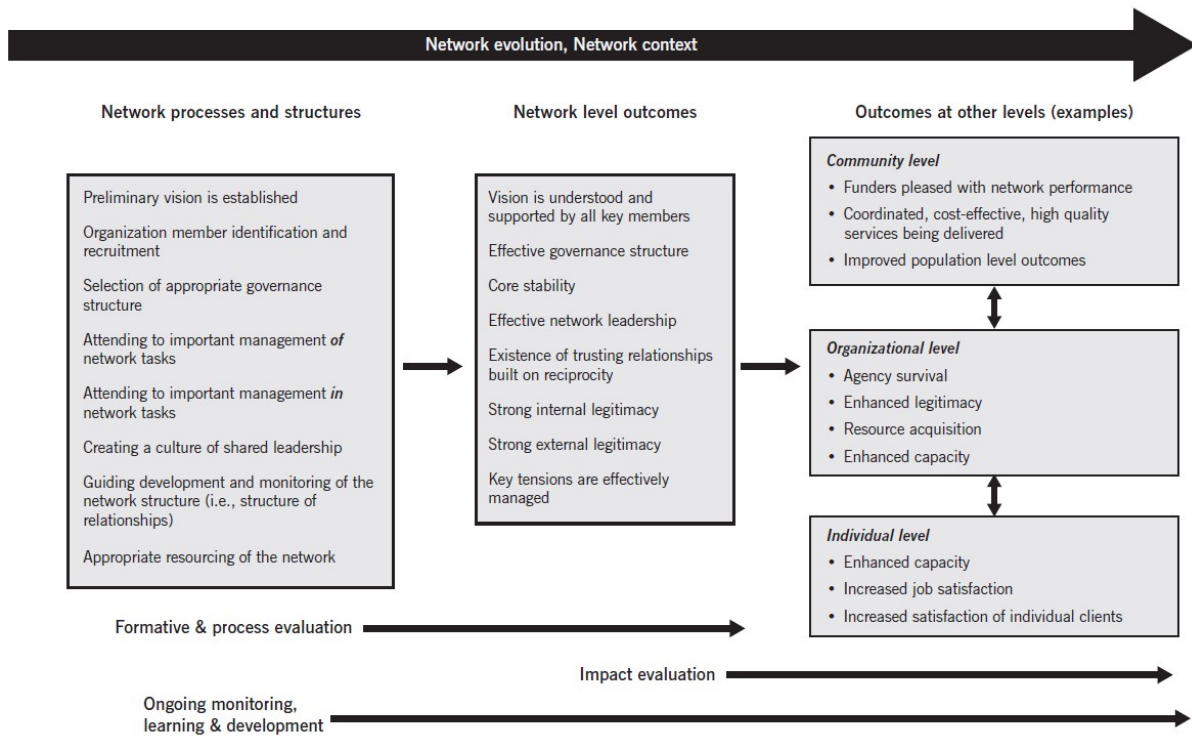 Network evolution, Network context
Network processes and structures
Preliminary vision is established
Organization member identification and
recruitment
Selection of appropriate governance
structure
Attending to important management of
network tasks
Attending to important management in
network tasks
Creating a culture of shared leadership
Guiding development and monitoring of the
network structure (i.e., structure of
relationships)
Appropriate resourcing of the network
Network level outcomes
Vision is understood and
supported by all key members
Effective governance structure
Core stability
Effective network leadership
Existence of trusting relationships
built on reciprocity
Strong internal legitimacy
Strong external legitimacy
Key tensions are effectively
managed
Outcomes at other levels (examples)
Community level
• Funders pleased with network performance
• Coordinated, cost-effective, high quality
services being delivered
• Improved population level outcomes
Organizational level
• Agency survival
• Enhanced legitimacy
• Resource acquisition
• Enhanced capacity
Individual level
• Enhanced capacity
• Increased job satisfaction
• Increased satisfaction of individual clients
Formative & process evaluation
Impact evaluation
Ongoing monitoring,
learning & development